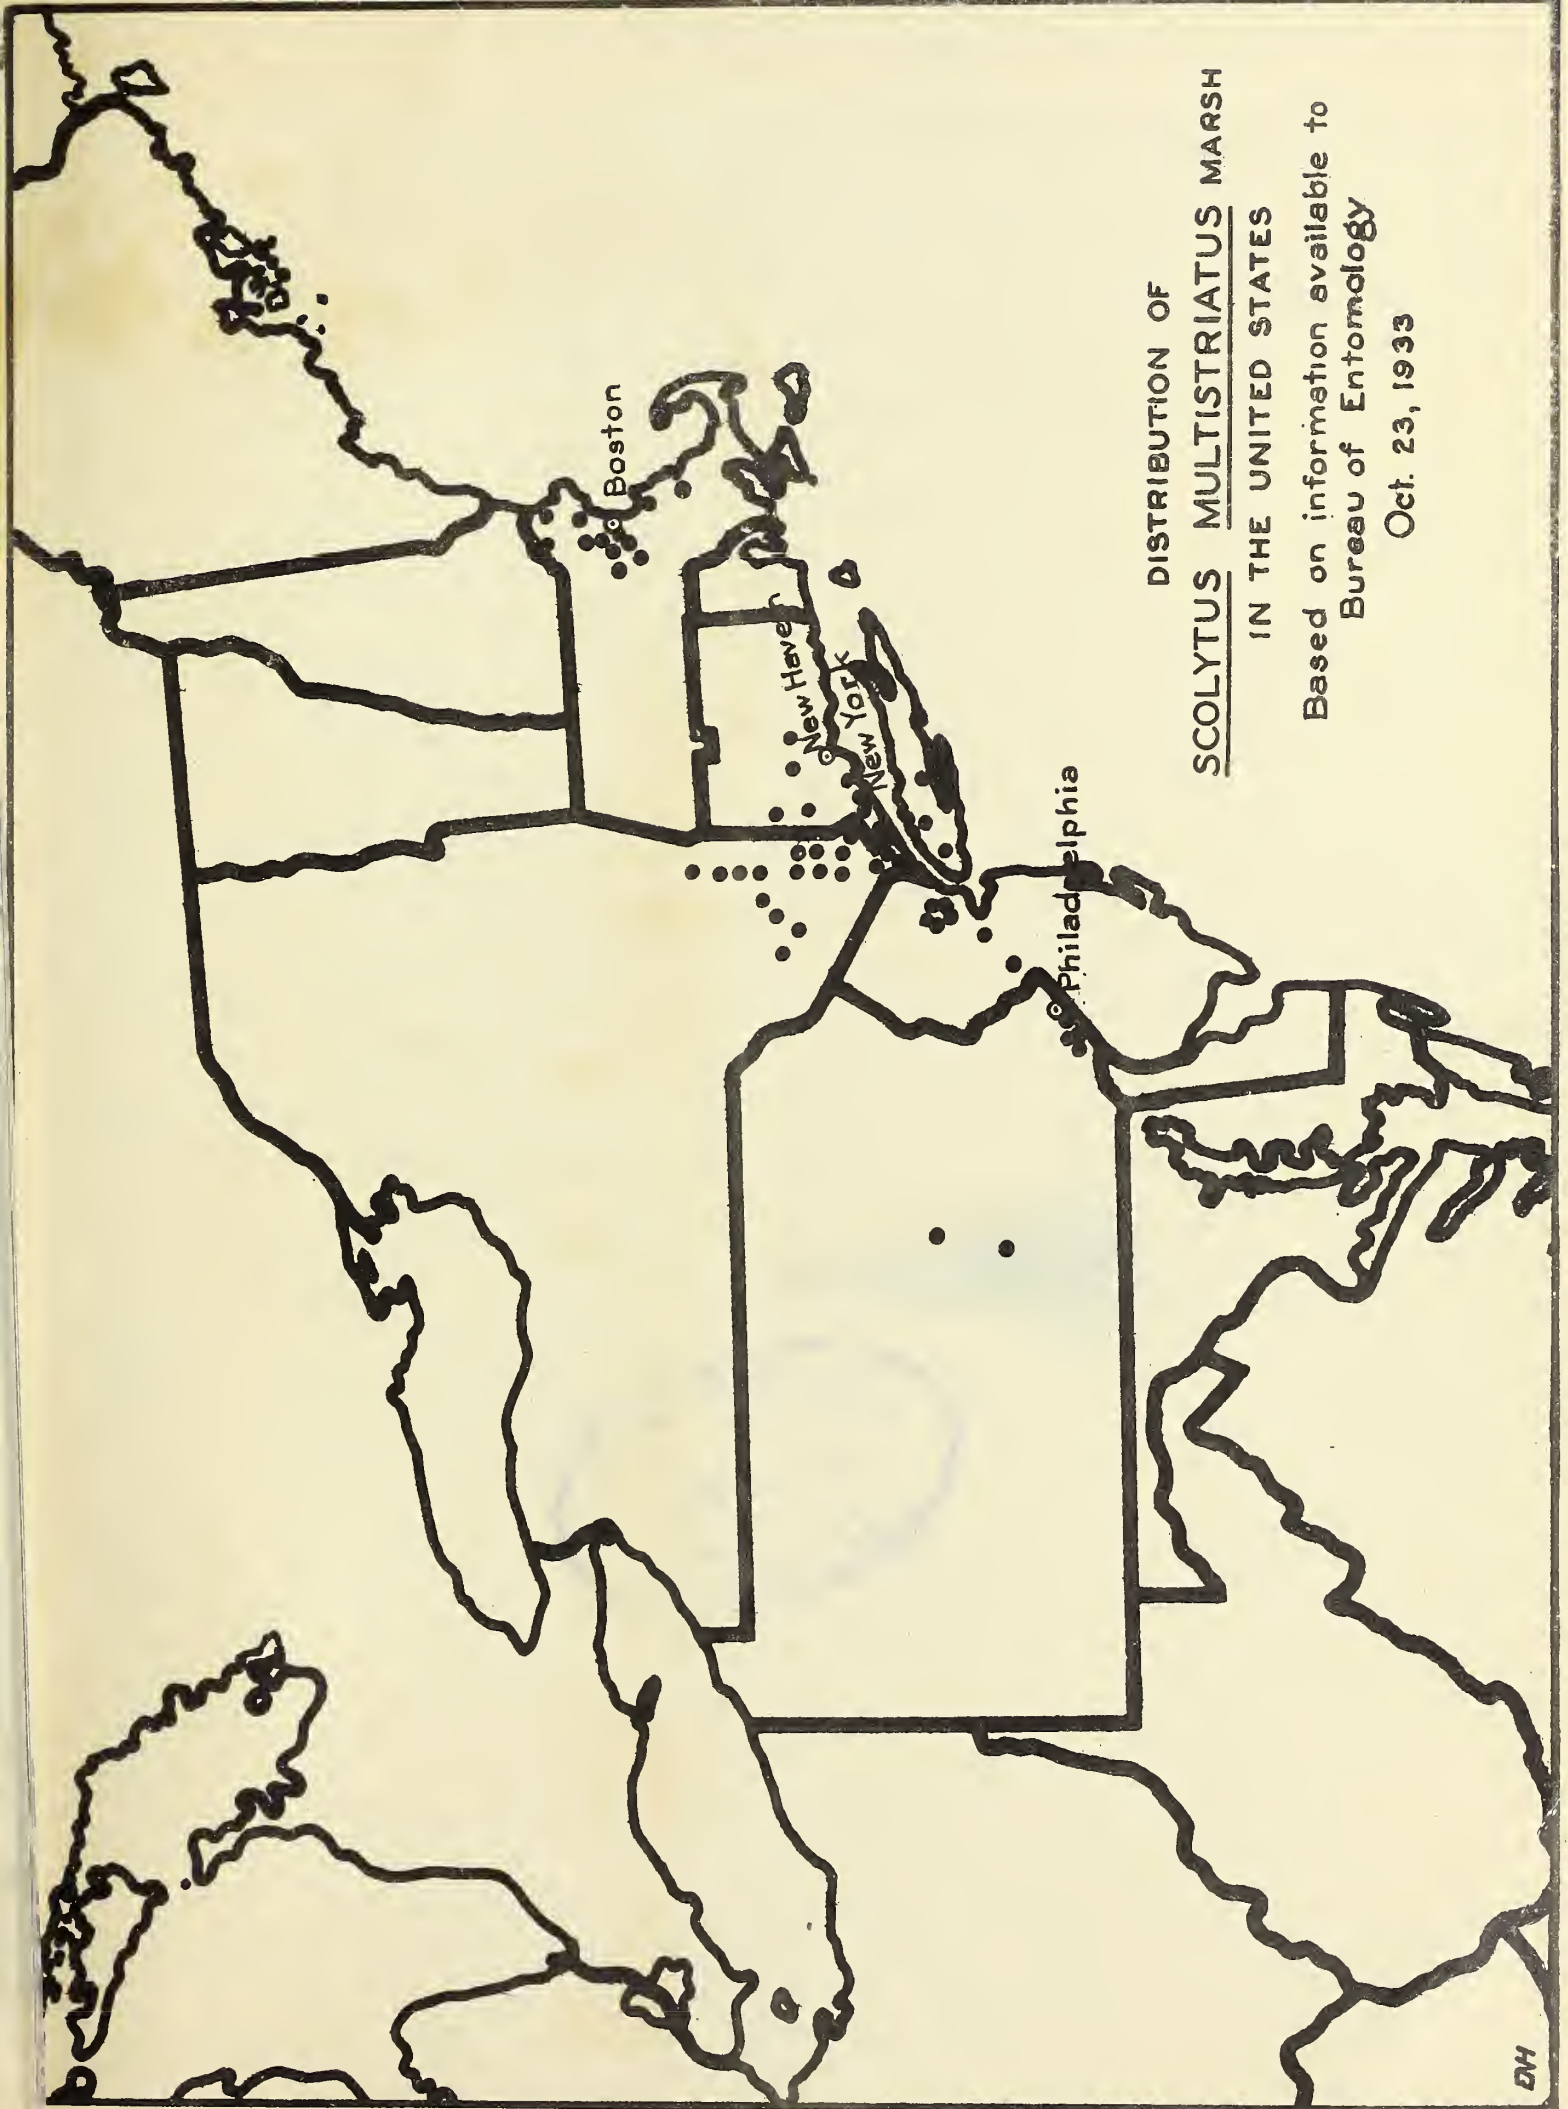 DISTRIBUTION OF
SCOLYTUS MULTISTRIATUS MARSH
IN THE UNITED STATES
Based on information available to
Bureau of Entomology
Oct. 23, 1933
Boston
New Haven
New York
Philadelphia